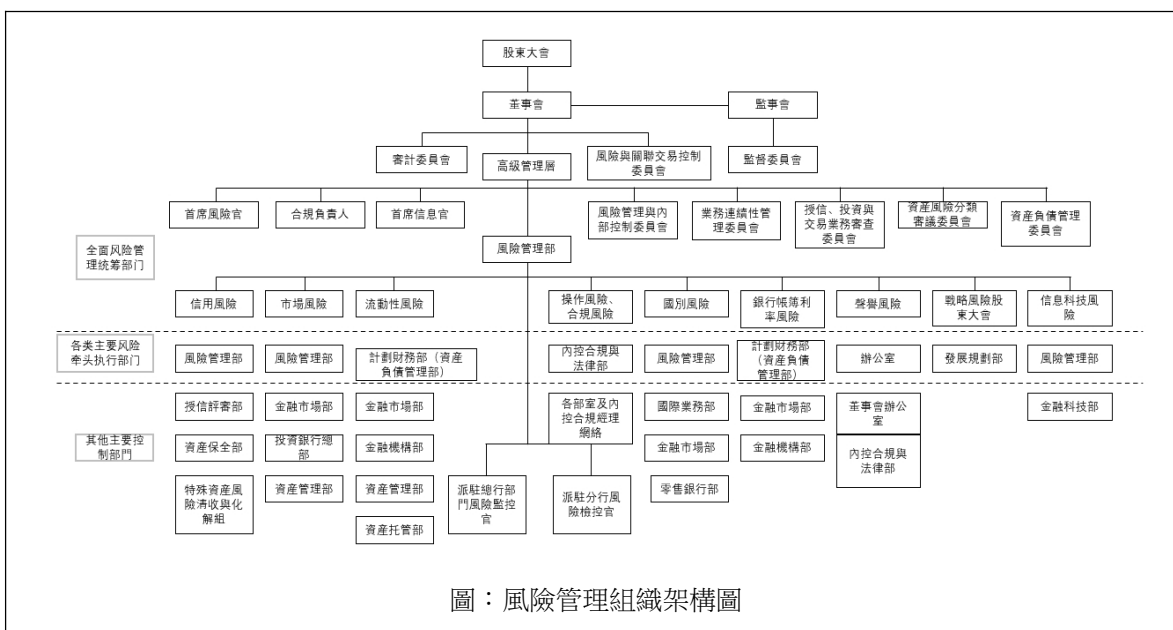 股東大會
董事會
監事會
審計委員會
高級管理層
風險與關聯交易控制
委員會
監督委員會
首席風險官
合規負責人
首席信息官
風險管理與內
部控制委員會
業務連續性管
理委員會
授信、投資與
交易業務審查
委員會
資產風險分類
審議委員會
資產負債管理
委員會
全面风险管
理统筹部门
風險管理部
信用風險
市場風險
流動性風險
操作風險、
合規風險
國別風險
銀行帳簿利
率風險
聲譽風險
戰略風險股
東大會
信息科技風
險
各类主要风险
牵头执行部门
風險管理部
風險管理部
計劃財務部（資産
負債管理部）
內控合規與
法律部
風險管理部
計劃財務部
（資産負債
管理部）
辦公室
發展規劃部
風險管理部
其他主要控
制部門
授信評審部
金融市場部
金融市場部
各部室及內
控合規經理
網絡
國際業務部
金融市場部
董事會辦公
室
金融科技部
資產保全部
投資銀行總
部
金融機構部
金融市場部
金融機構部
內控合規與
法律部
特殊資産風
險清收與化
解組
資產管理部
資產管理部
派駐總行部
門風險監控
官
派駐分行風
險檢控官
零售銀行部
資產托管部
圖：風險管理組織架構圖